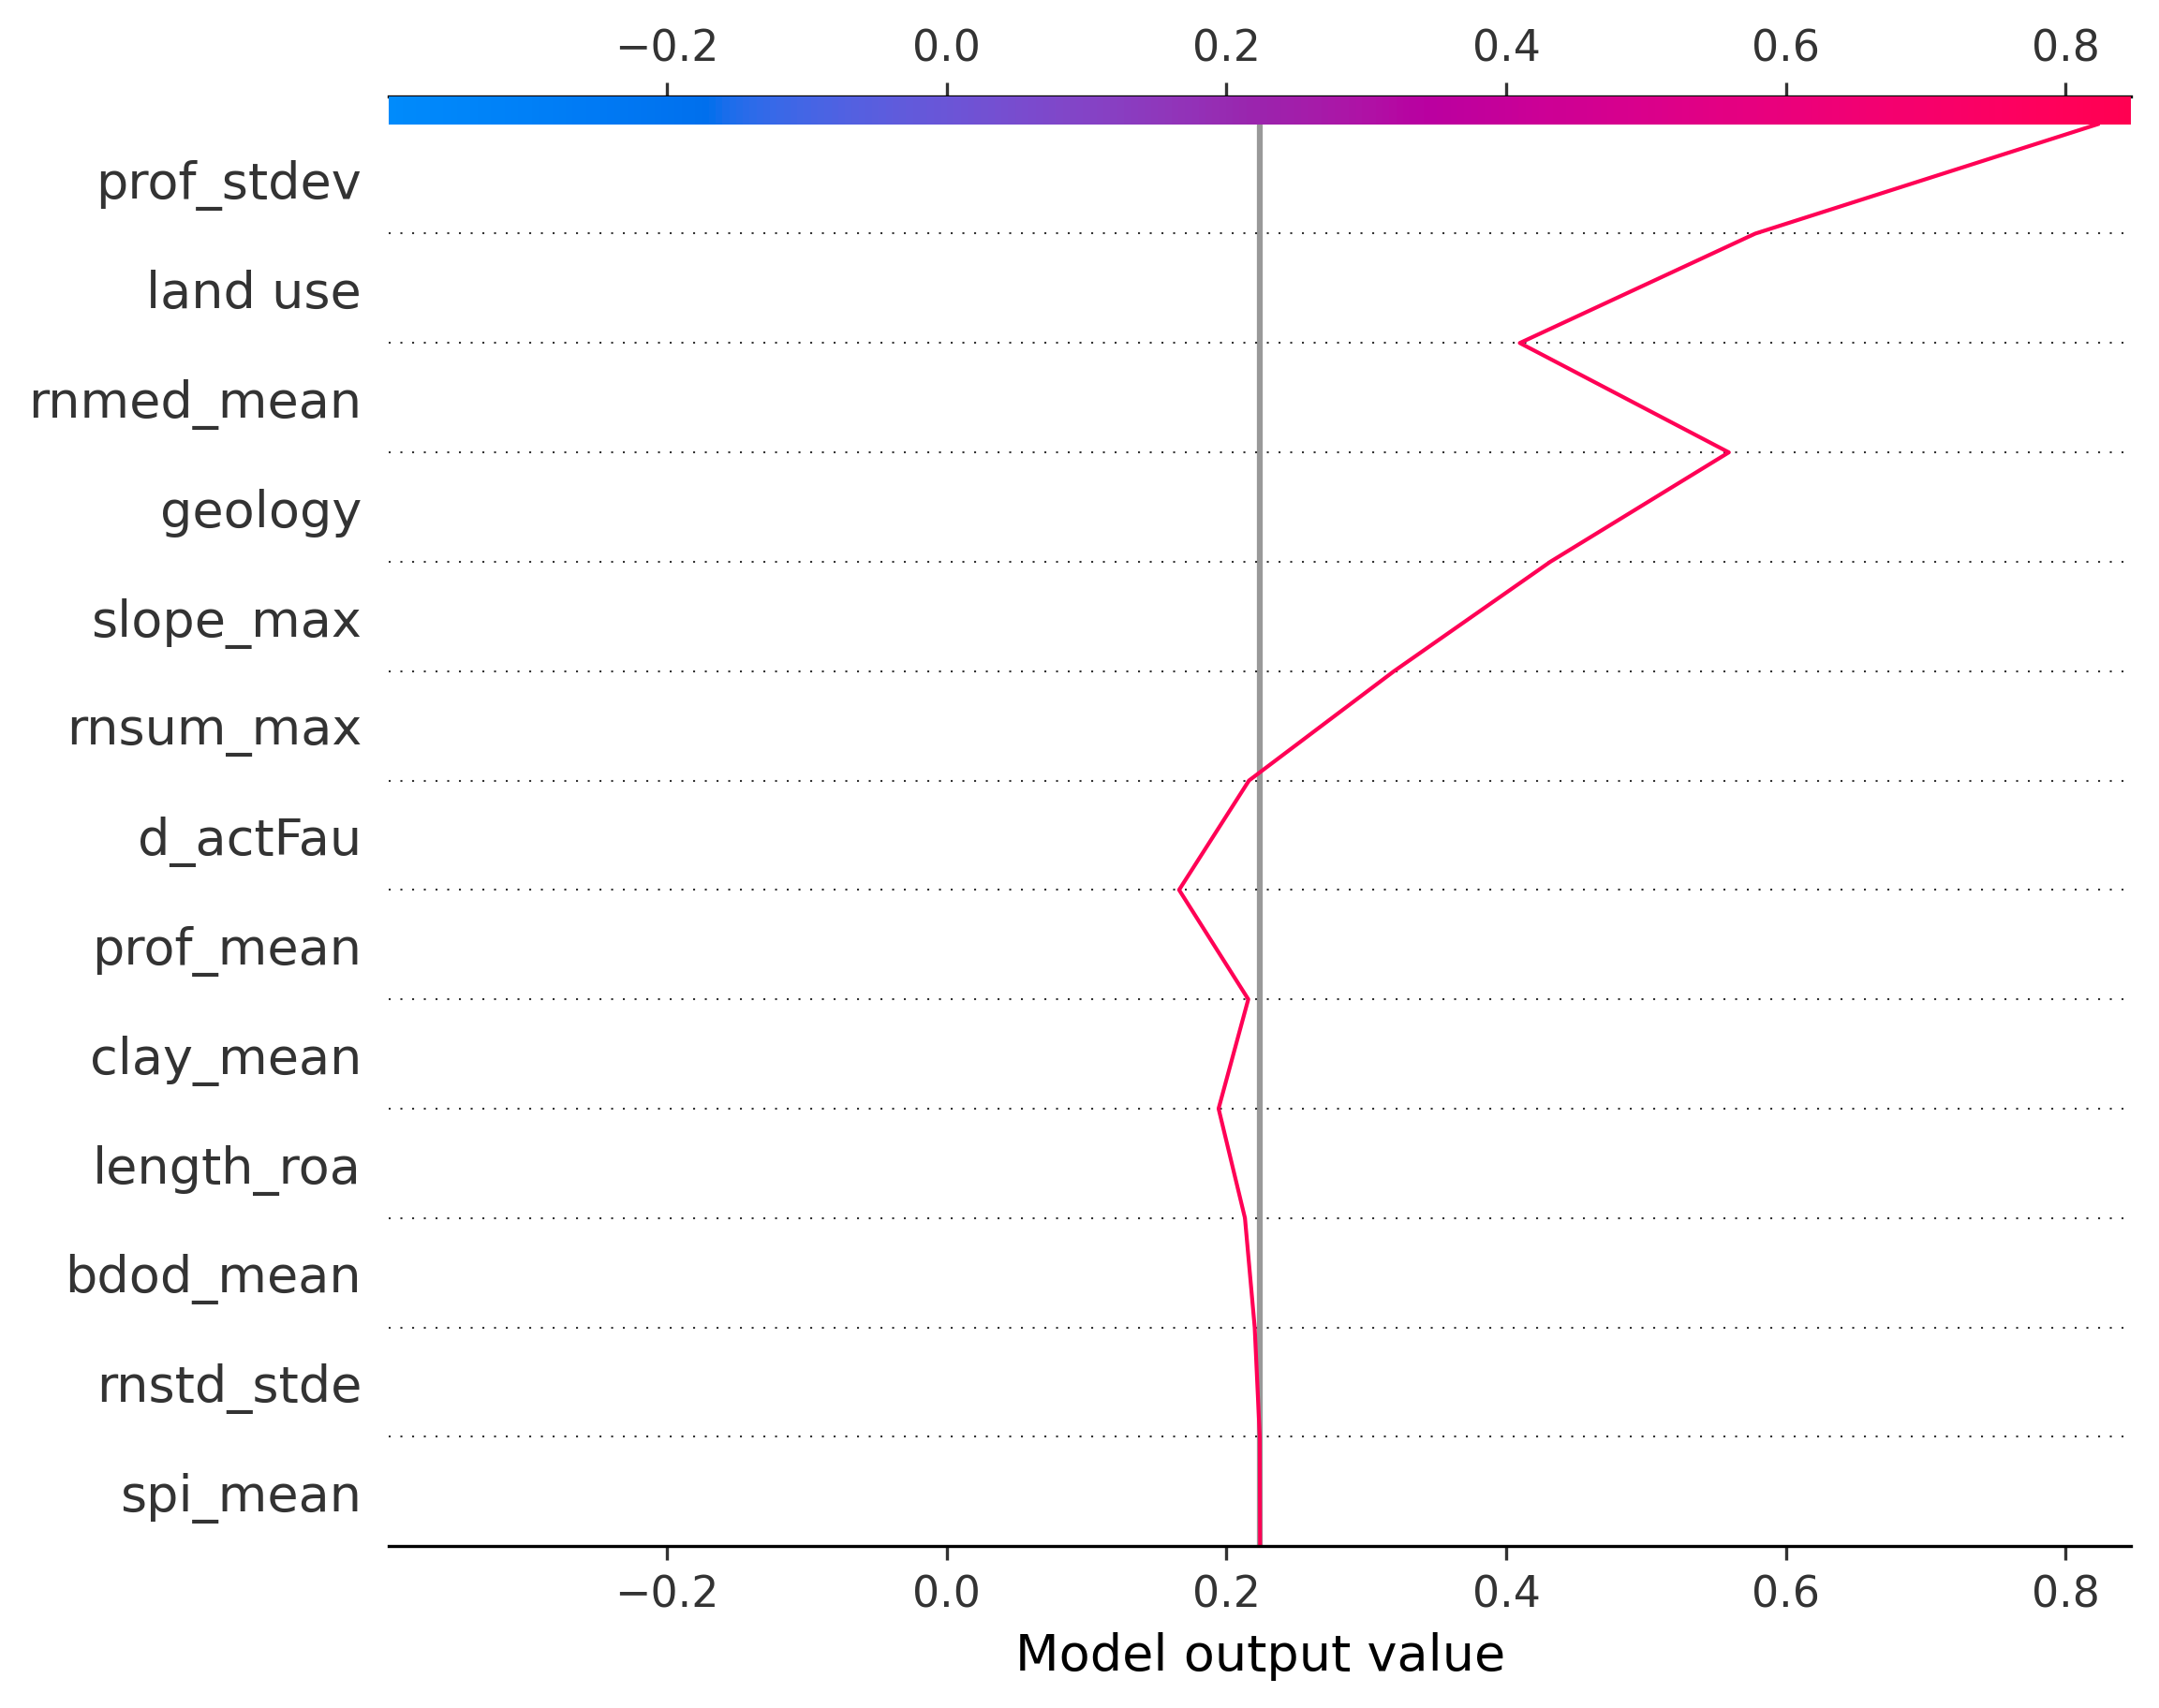 −0.2 0.0 0.2 0.4 0.6 0.8
prof_stdev
land use
rnmed_mean
geology
slope_max
rnsum_max
d_actFau
prof_mean
clay_mean
length_roa
bdod_mean
rnstd_stde
spi_mean
−0.2 0.0 0.2 0.4 0.6 0.8
Model output value